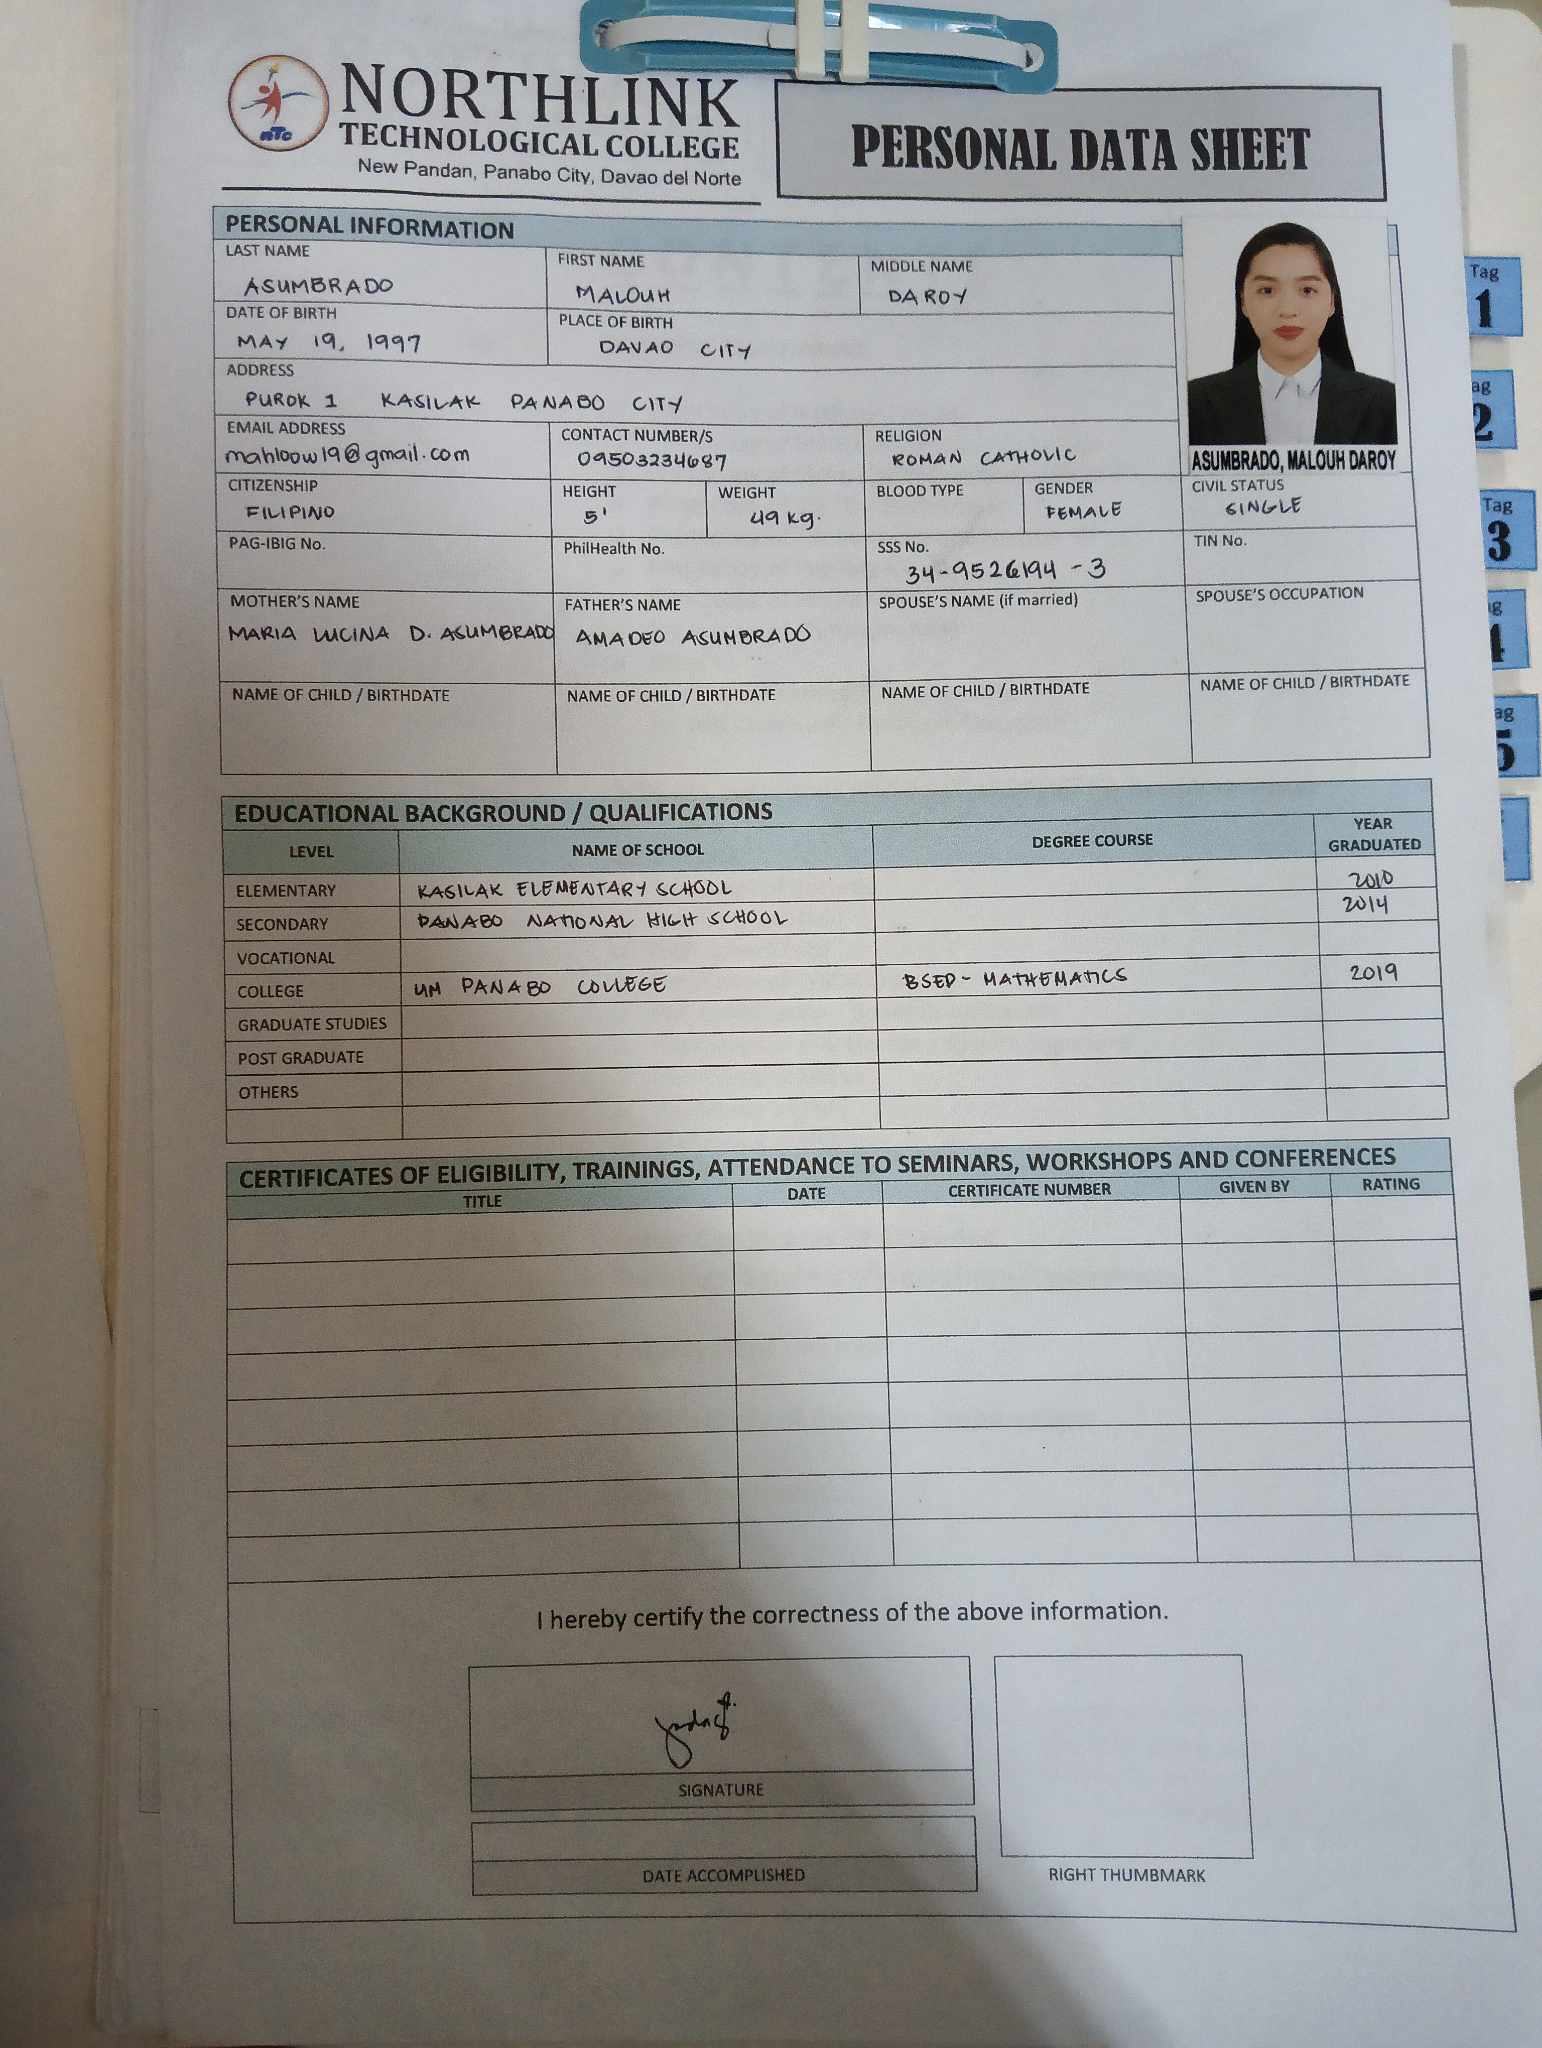 NORTHLINK
TECHNOLOGICAL COLLEGE
New Pandan, Panabo City, Davao del Norte
NTC
PERSONAL DATA SHEET
PERSONAL INFORMATION
LAST NAME FIRST NAME MIDDLE NAME
ASUMBRADO MALOUH DAROY
DATE OF BIRTH PLACE OF BIRTH
MAY 19, 1997 DAVAO CITY
ADDRESS
PUROK 1 KASILAK PANABO CITY
EMAIL ADDRESS CONTACT NUMBER/S RELIGION
mahloow19@gmail.com 09503234687 ROMAN CATHOLIC
ASUMBRADO, MALOUH DAROY
CITIZENSHIP HEIGHT WEIGHT BLOOD TYPE GENDER CIVIL STATUS
FILIPINO 5' 49 kg. FEMALE SINGLE
PAG-IBIG No. PhilHealth No. SSS No. TIN No.
34-9526194-3
MOTHER'S NAME FATHER'S NAME SPOUSE'S NAME (if married) SPOUSE'S OCCUPATION
MARIA LUCINA D. ASUMBRADO AMADEO ASUMBRADO
NAME OF CHILD / BIRTHDATE NAME OF CHILD / BIRTHDATE NAME OF CHILD / BIRTHDATE NAME OF CHILD / BIRTHDATE
EDUCATIONAL BACKGROUND / QUALIFICATIONS
LEVEL NAME OF SCHOOL DEGREE COURSE YEAR GRADUATED
ELEMENTARY KASILAK ELEMENTARY SCHOOL 2010
SECONDARY PANABO NATIONAL HIGH SCHOOL 2014
VOCATIONAL
COLLEGE UM PANABO COLLEGE BSED - MATHEMATICS 2019
GRADUATE STUDIES
POST GRADUATE
OTHERS
CERTIFICATES OF ELIGIBILITY, TRAININGS, ATTENDANCE TO SEMINARS, WORKSHOPS AND CONFERENCES
TITLE DATE CERTIFICATE NUMBER GIVEN BY RATING
I hereby certify the correctness of the above information.
SIGNATURE
DATE ACCOMPLISHED
RIGHT THUMBMARK
Tag
1
ag
2
Tag
3
g
4
ag
5